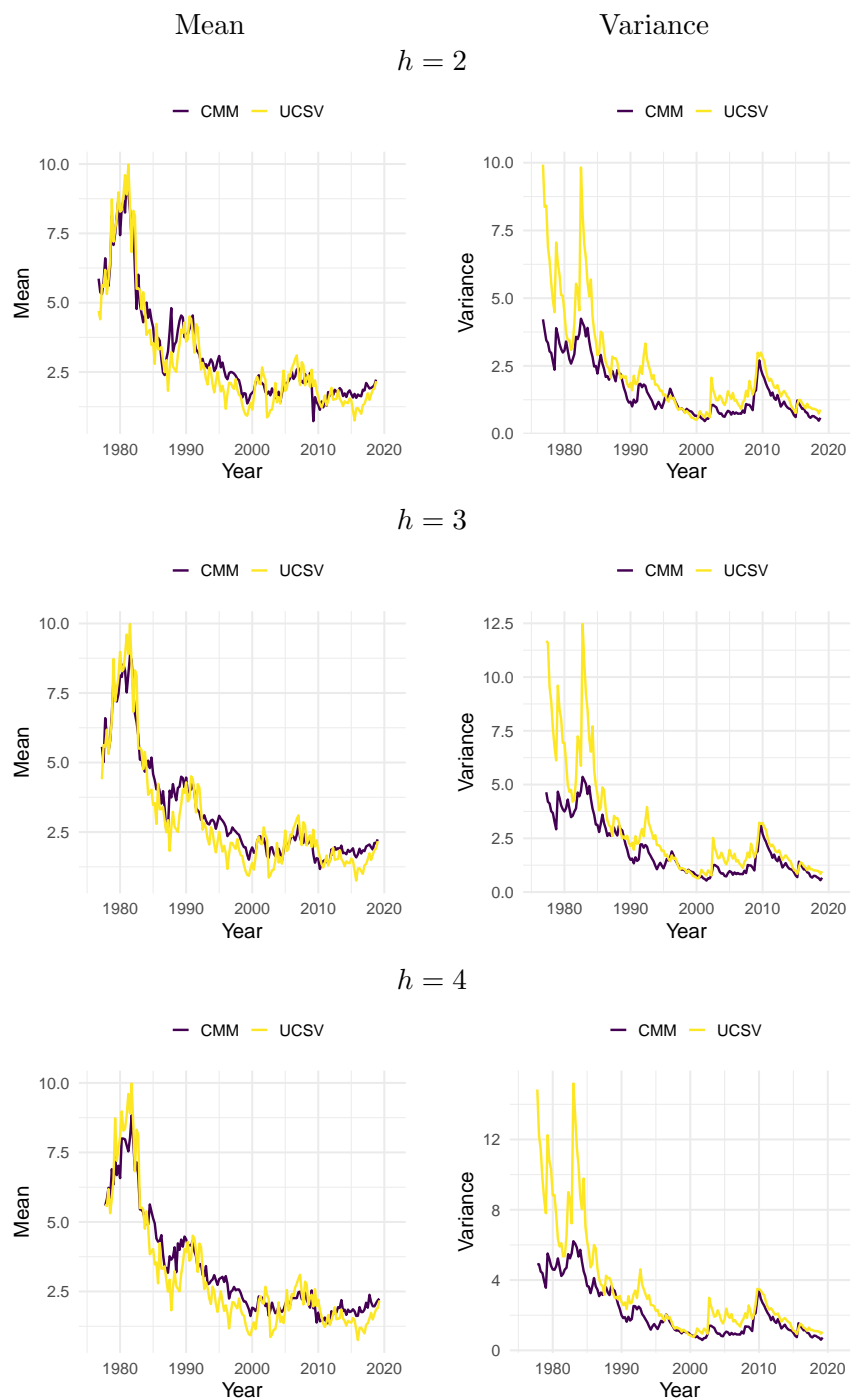 Mean Variance
h = 2
CMM UCSV CMM UCSV
10.0 10.0
7.5 7.5
5.0 5.0
2.5 2.5
0.0
Mean Variance
1980 1990 2000 2010 2020 1980 1990 2000 2010 2020
Year Year
h = 3
CMM UCSV CMM UCSV
10.0 12.5
7.5 10.0
5.0 7.5
2.5 5.0
2.5
0.0
Mean Variance
1980 1990 2000 2010 2020 1980 1990 2000 2010 2020
Year Year
h = 4
CMM UCSV CMM UCSV
10.0 12
7.5 8
5.0 4
2.5 0
Mean Variance
1980 1990 2000 2010 2020 1980 1990 2000 2010 2020
Year Year